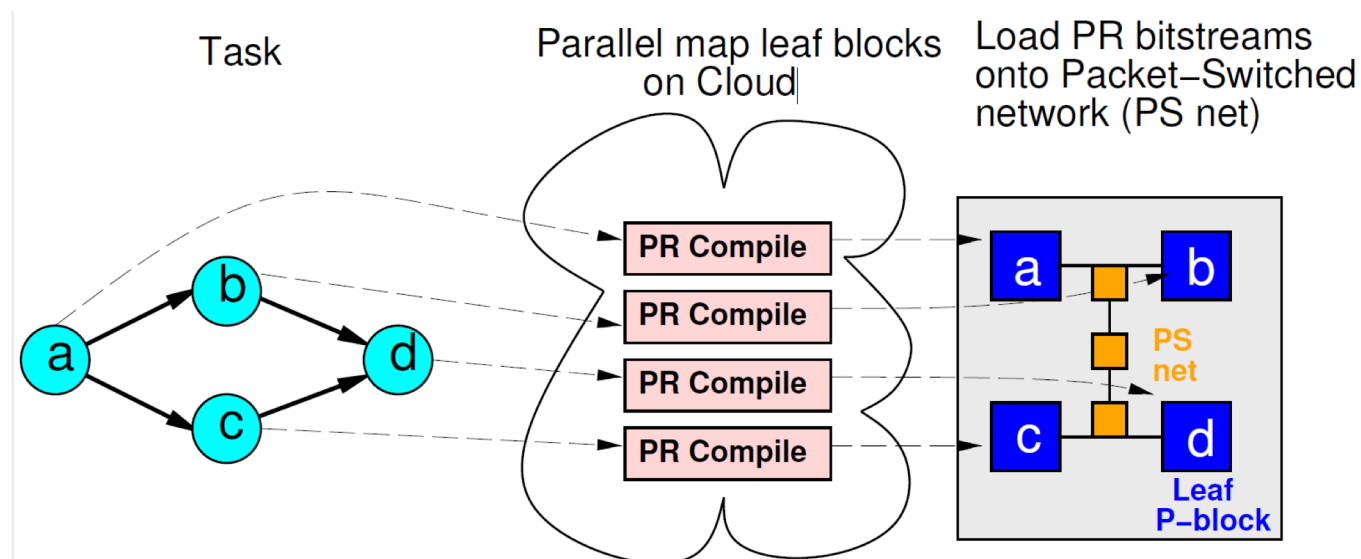 Task
Parallel map leaf blocks
on Cloud
Load PR bitstreams
onto Packet−Switched
network (PS net)
a
b
c
d
PR Compile
PR Compile
PR Compile
PR Compile
a
b
PS
net
c
d
Leaf
P−block